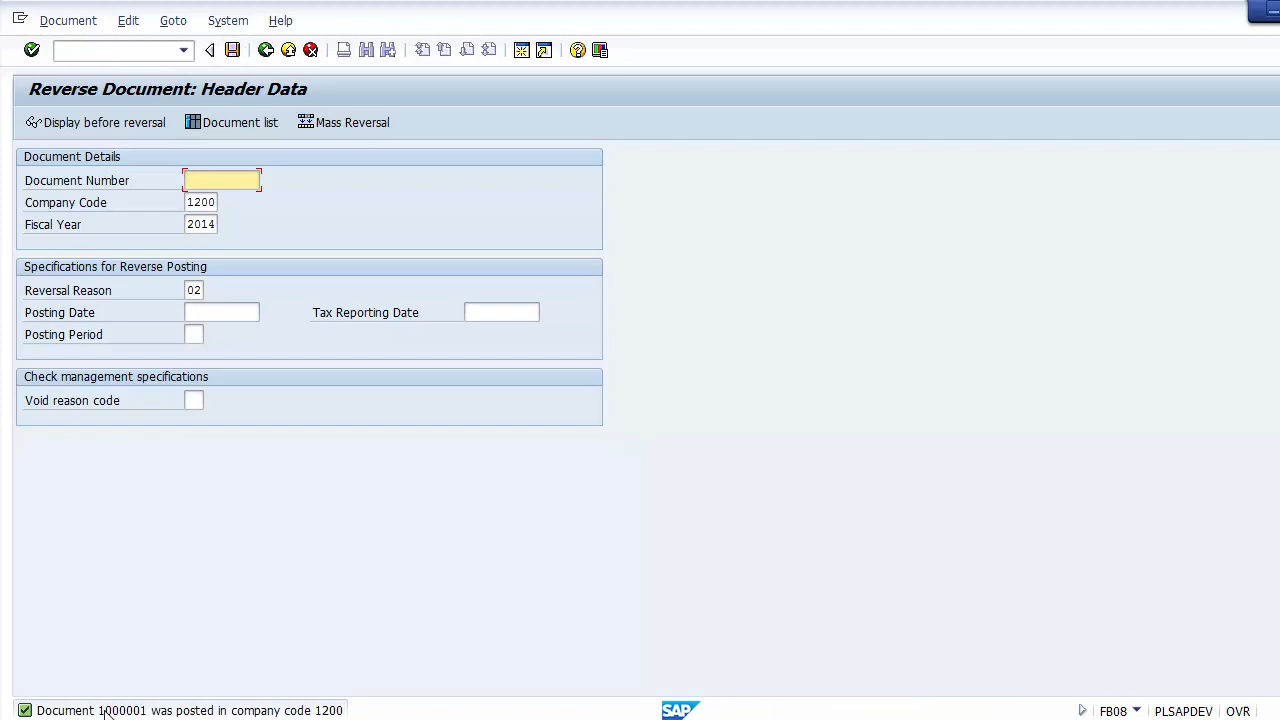 Document Edit Goto System Help
Reverse Document: Header Data
Display before reversal Document list Mass Reversal
Document Details
Document Number
Company Code 1200
Fiscal Year 2014
Specifications for Reverse Posting
Reversal Reason 02
Posting Date Tax Reporting Date
Posting Period
Check management specifications
Void reason code
Document 1000001 was posted in company code 1200 SAP FB08 PLSAPDEV OVR